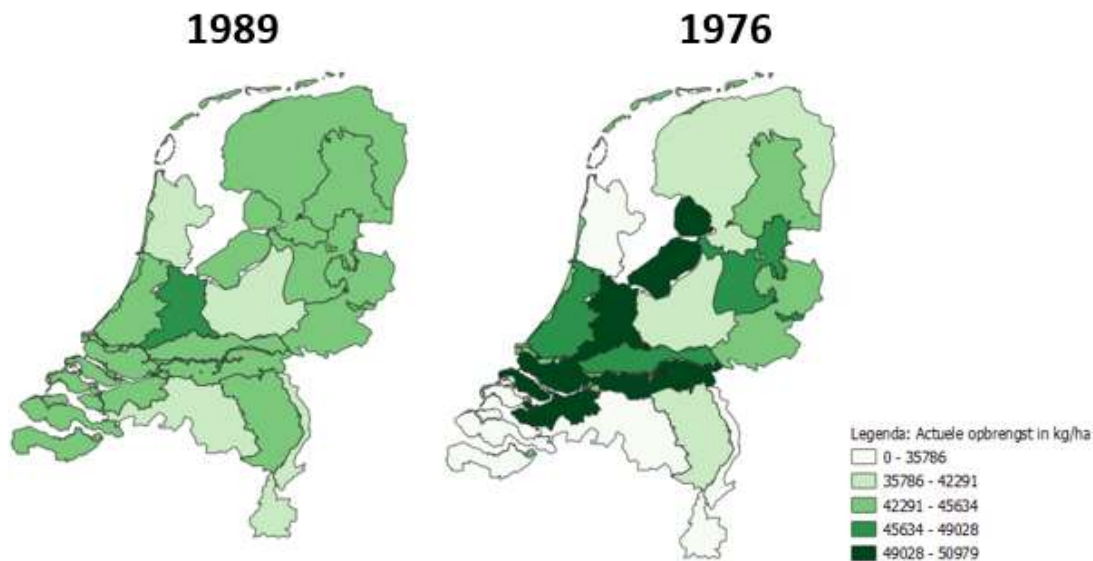 1989
1976
Legenda: Actuele opbrengst in kg/ha
0 - 35786
35786 - 42291
42291 - 45634
45634 - 49028
49028 - 50979